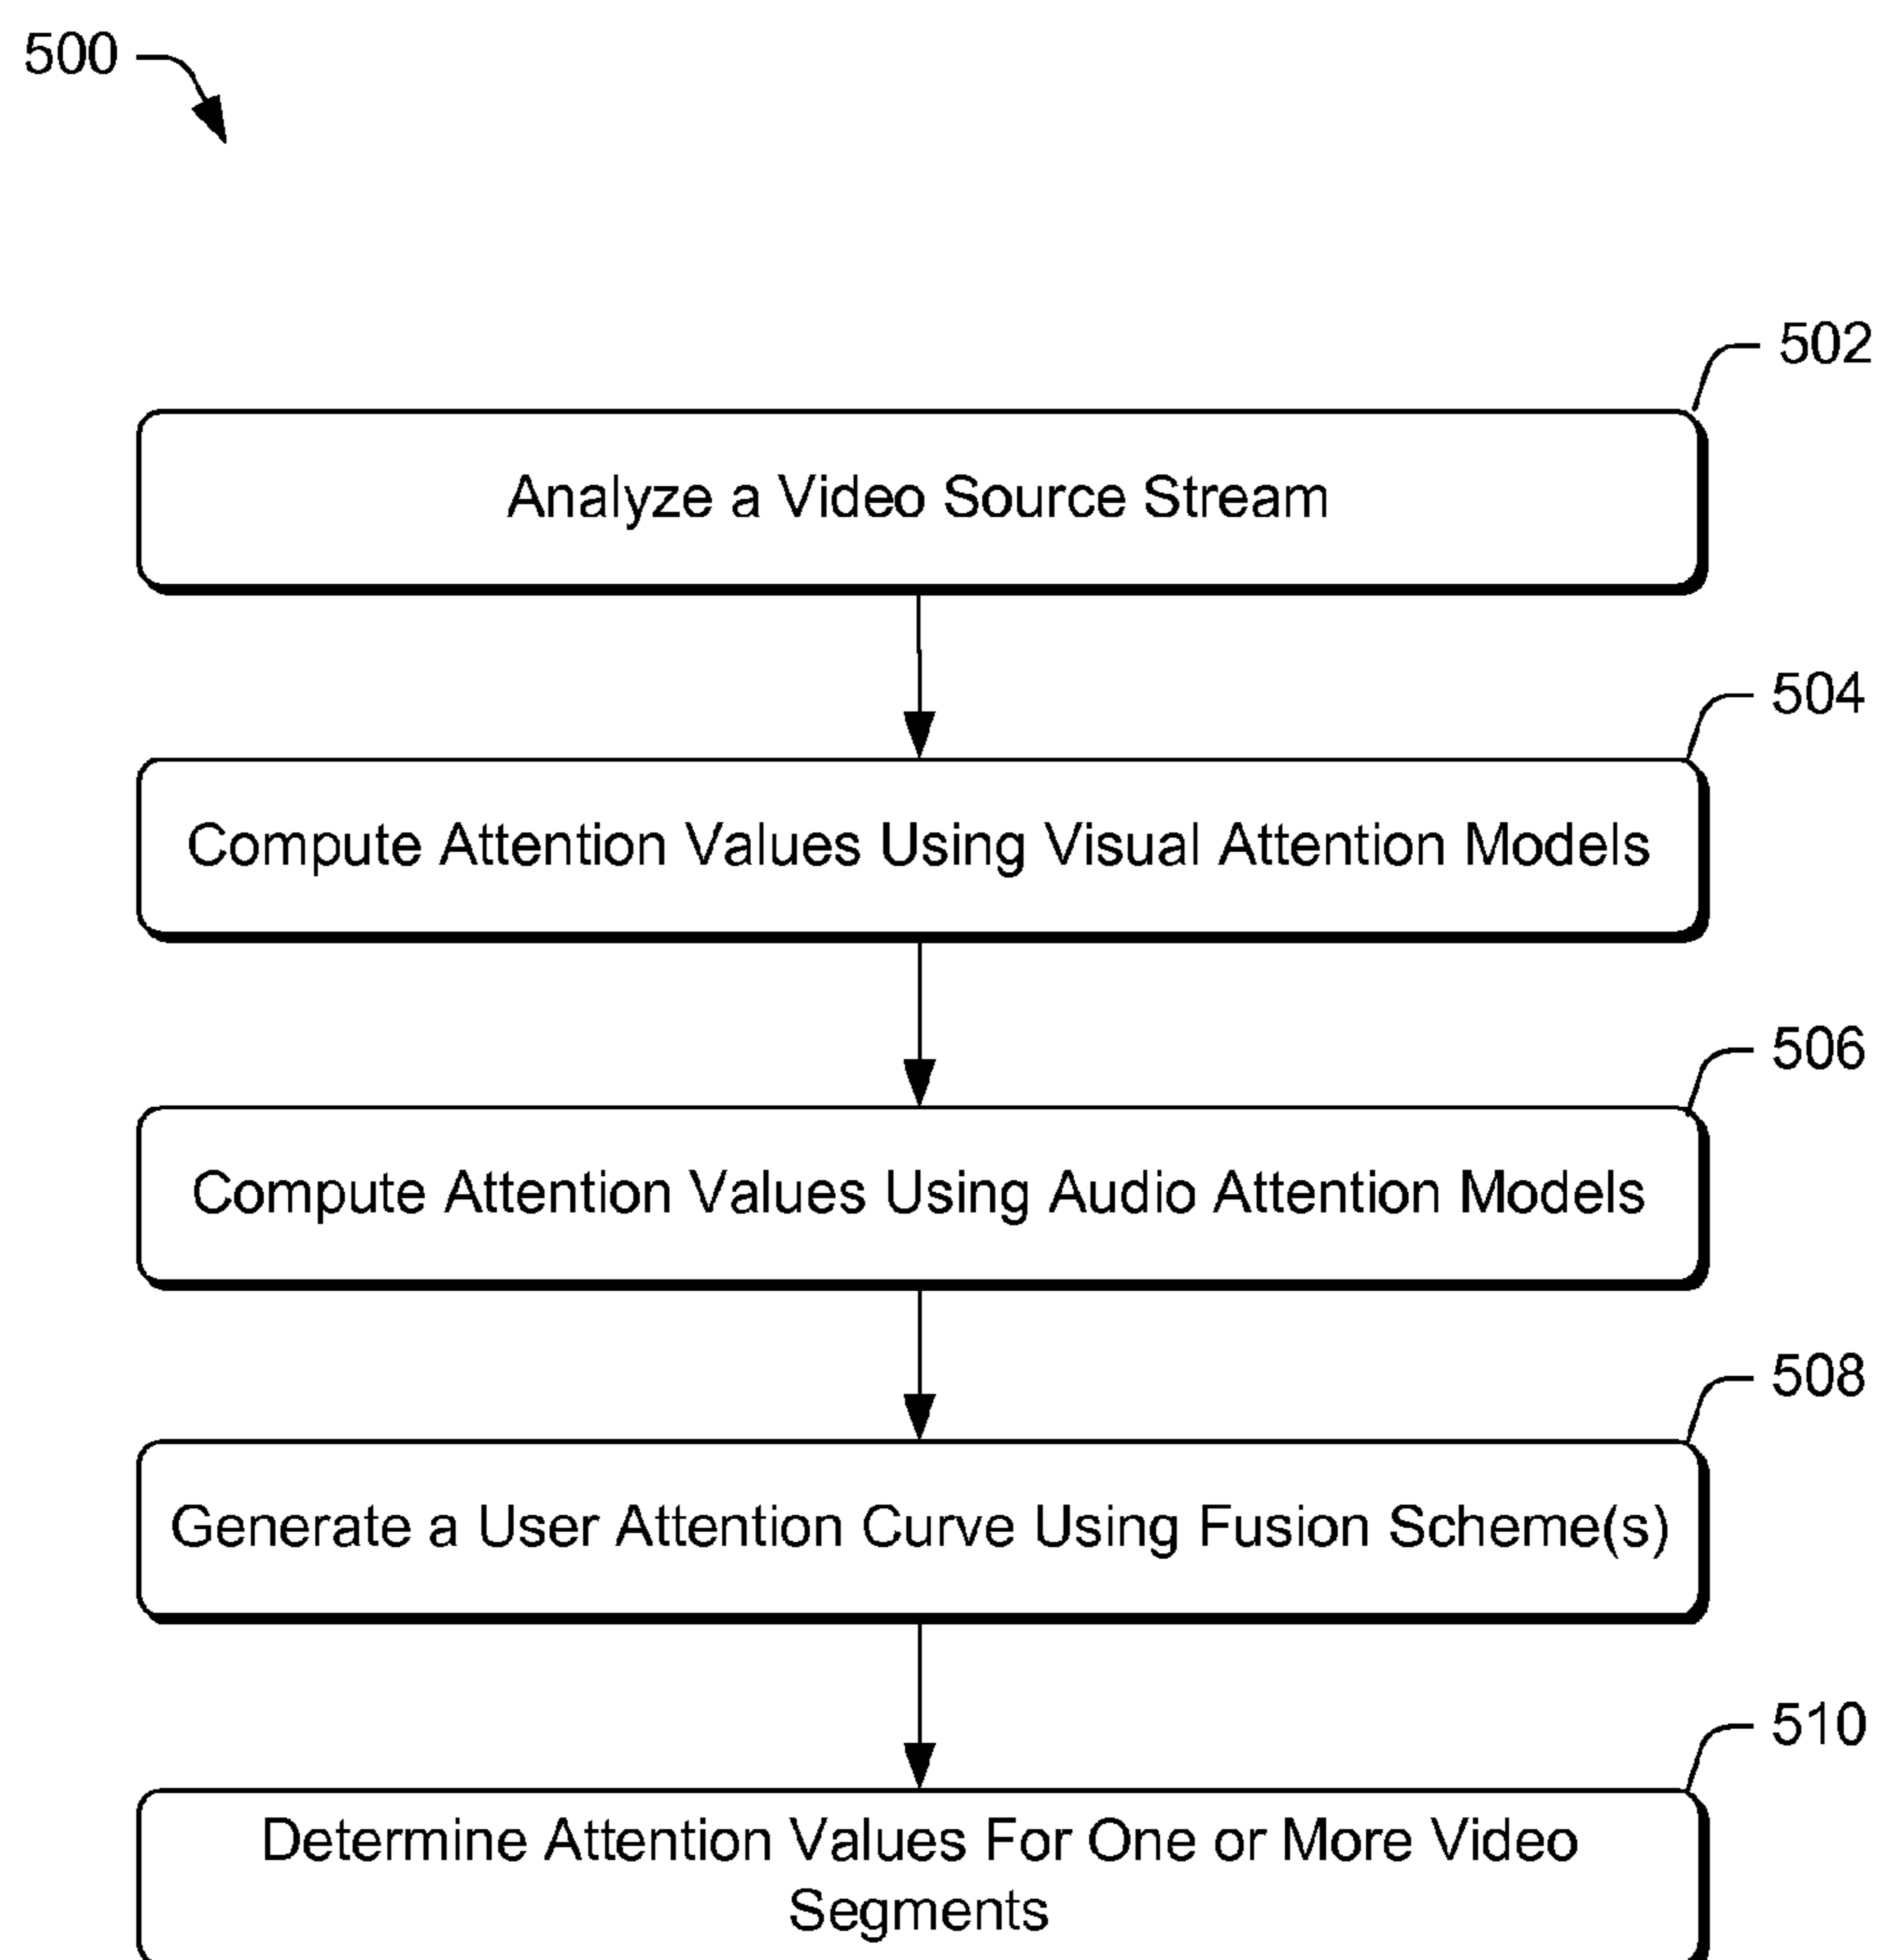 500
502
Analyze a Video Source Stream
504
Compute Attention Values Using Visual Attention Models
506
Compute Attention Values Using Audio Attention Models
508
Generate a User Attention Curve Using Fusion Scheme(s)
510
Determine Attention Values For One or More Video
Segments